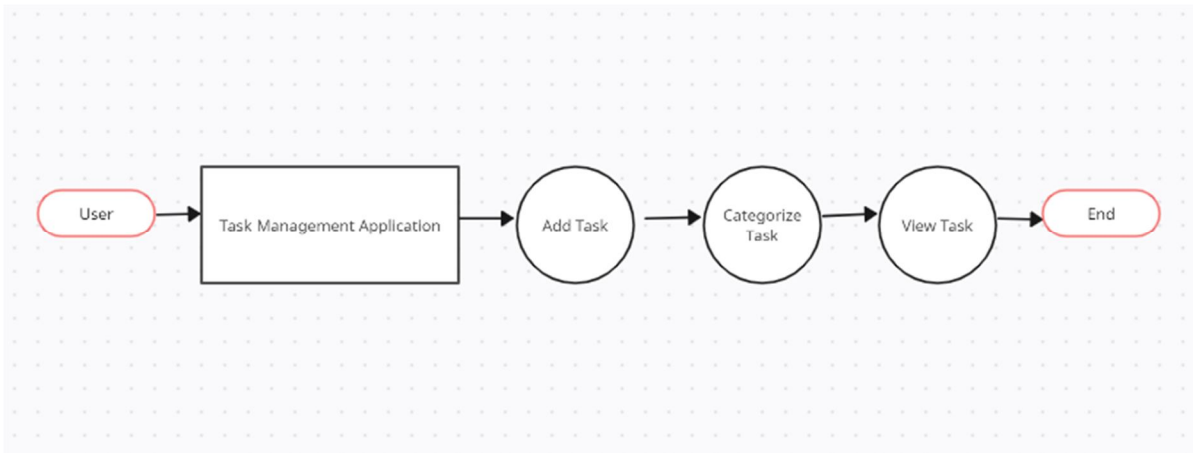 User
Task Management Application
Add Task
Categorize
Task
View Task
End